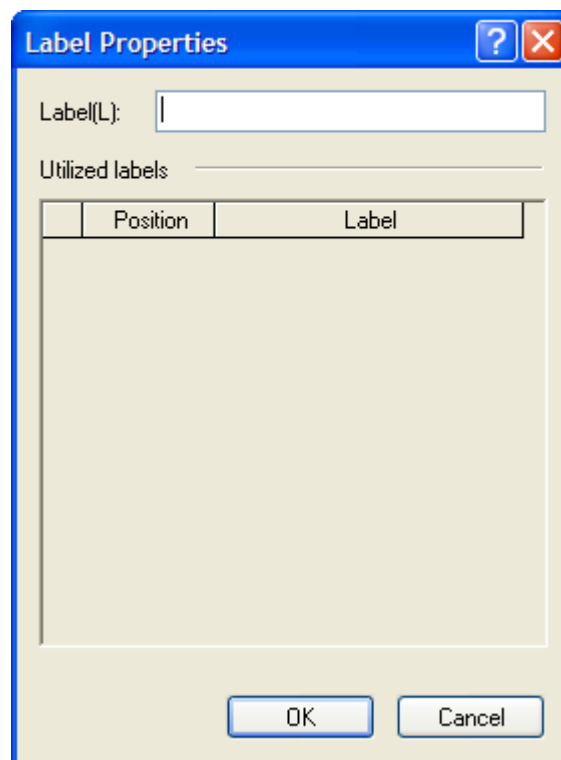 Label Properties
Label(L):
Utilized labels
Position Label
OK Cancel